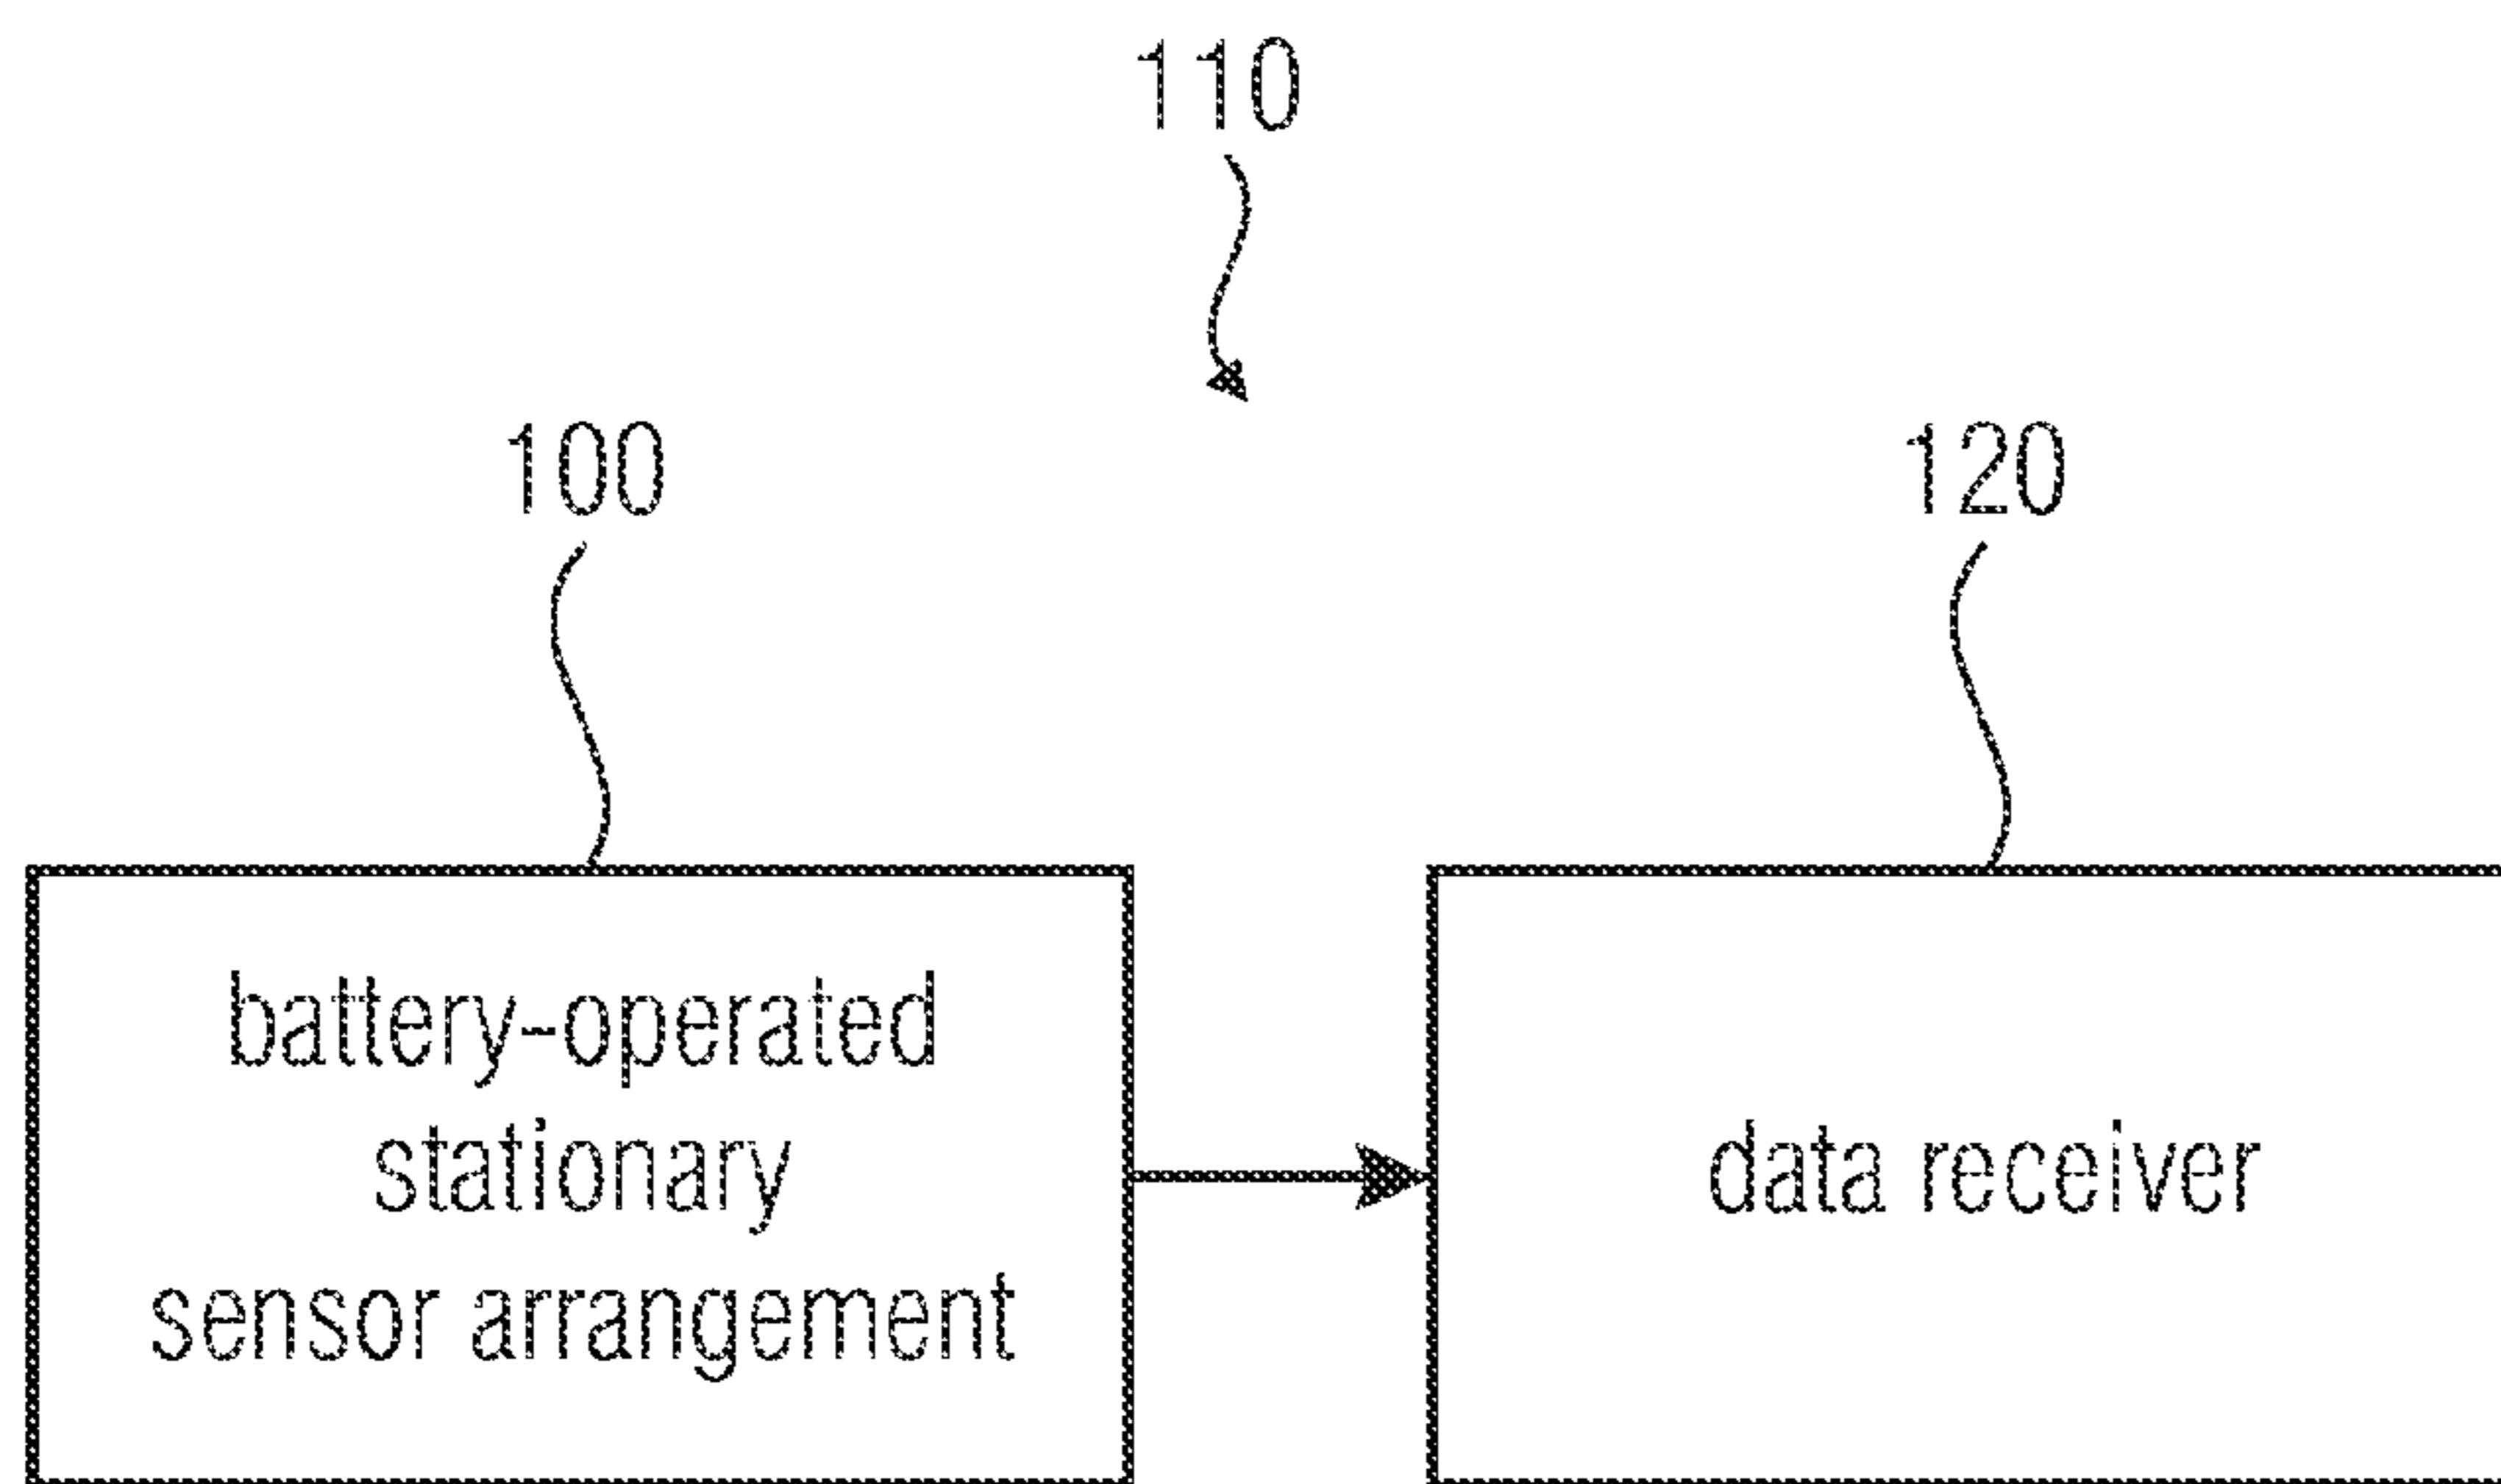 110
100
120
battery-operated
stationary
sensor arrangement
data receiver